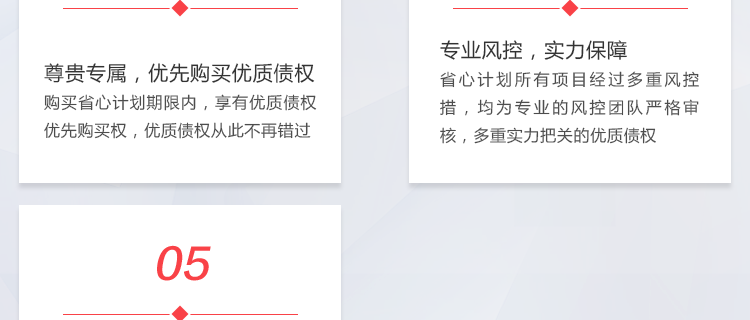 尊贵专属，优先购买优质债权
购买省心计划期限内，享有优质债权
优先购买权，优质债权从此不再错过
专业风控，实力保障
省心计划所有项目经过多重风控
措，均为专业的风控团队严格审
核，多重实力把关的优质债权
05